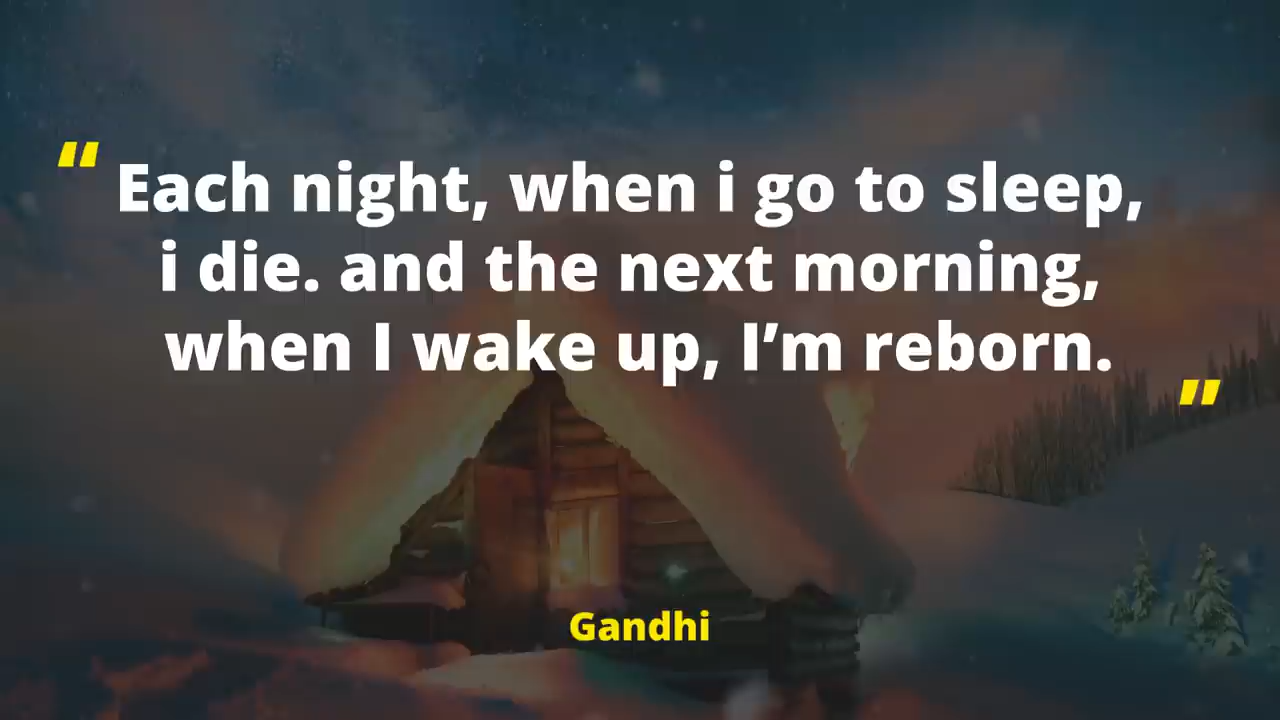 “ Each night, when i go to sleep,
i die. and the next morning,
when I wake up, I’m reborn. ”
Gandhi